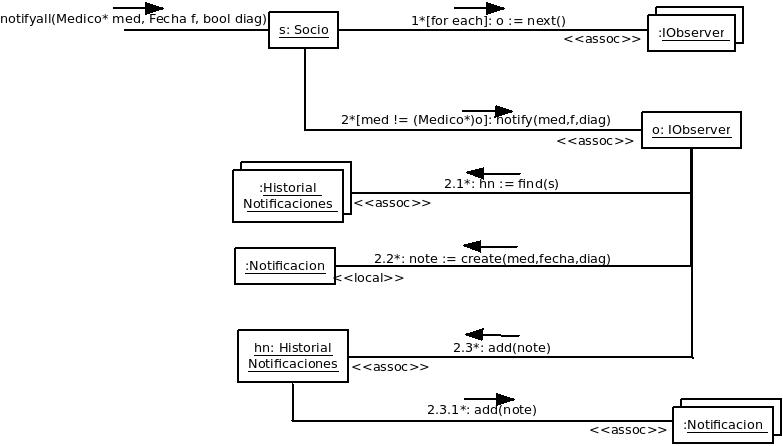 notifyall(Medico* med, Fecha f, bool diag)
s: Socio
1*[for each]: o := next()
<<assoc>>
:IObserver
2*[med != (Medico*)o]: notify(med,f,diag)
<<assoc>>
o: IObserver
:Historial
Notificaciones
2.1*: hn := find(s)
<<assoc>>
:Notificacion
2.2*: note := create(med,fecha,diag)
<<local>>
hn: Historial
Notificaciones
2.3*: add(note)
<<assoc>>
2.3.1*: add(note)
<<assoc>>
:Notificacion